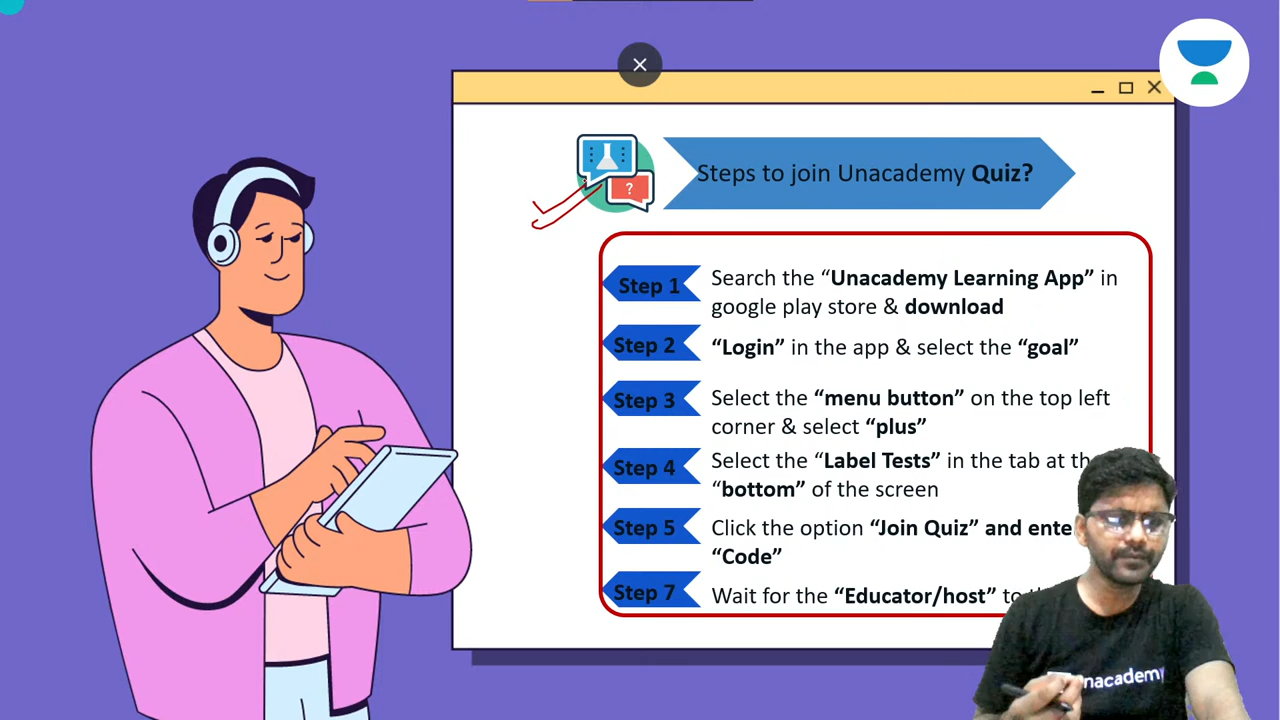 Steps to join Unacademy Quiz?
Step 1
Search the “Unacademy Learning App” in
google play store & download
Step 2
“Login” in the app & select the “goal”
Step 3
Select the “menu button” on the top left
corner & select “plus”
Step 4
Select the “Label Tests” in the tab at
“bottom” of the screen
Step 5
Click the option “Join Quiz” and
“Code”
Step 7
Wait for the “Educator/host” to
unacademy